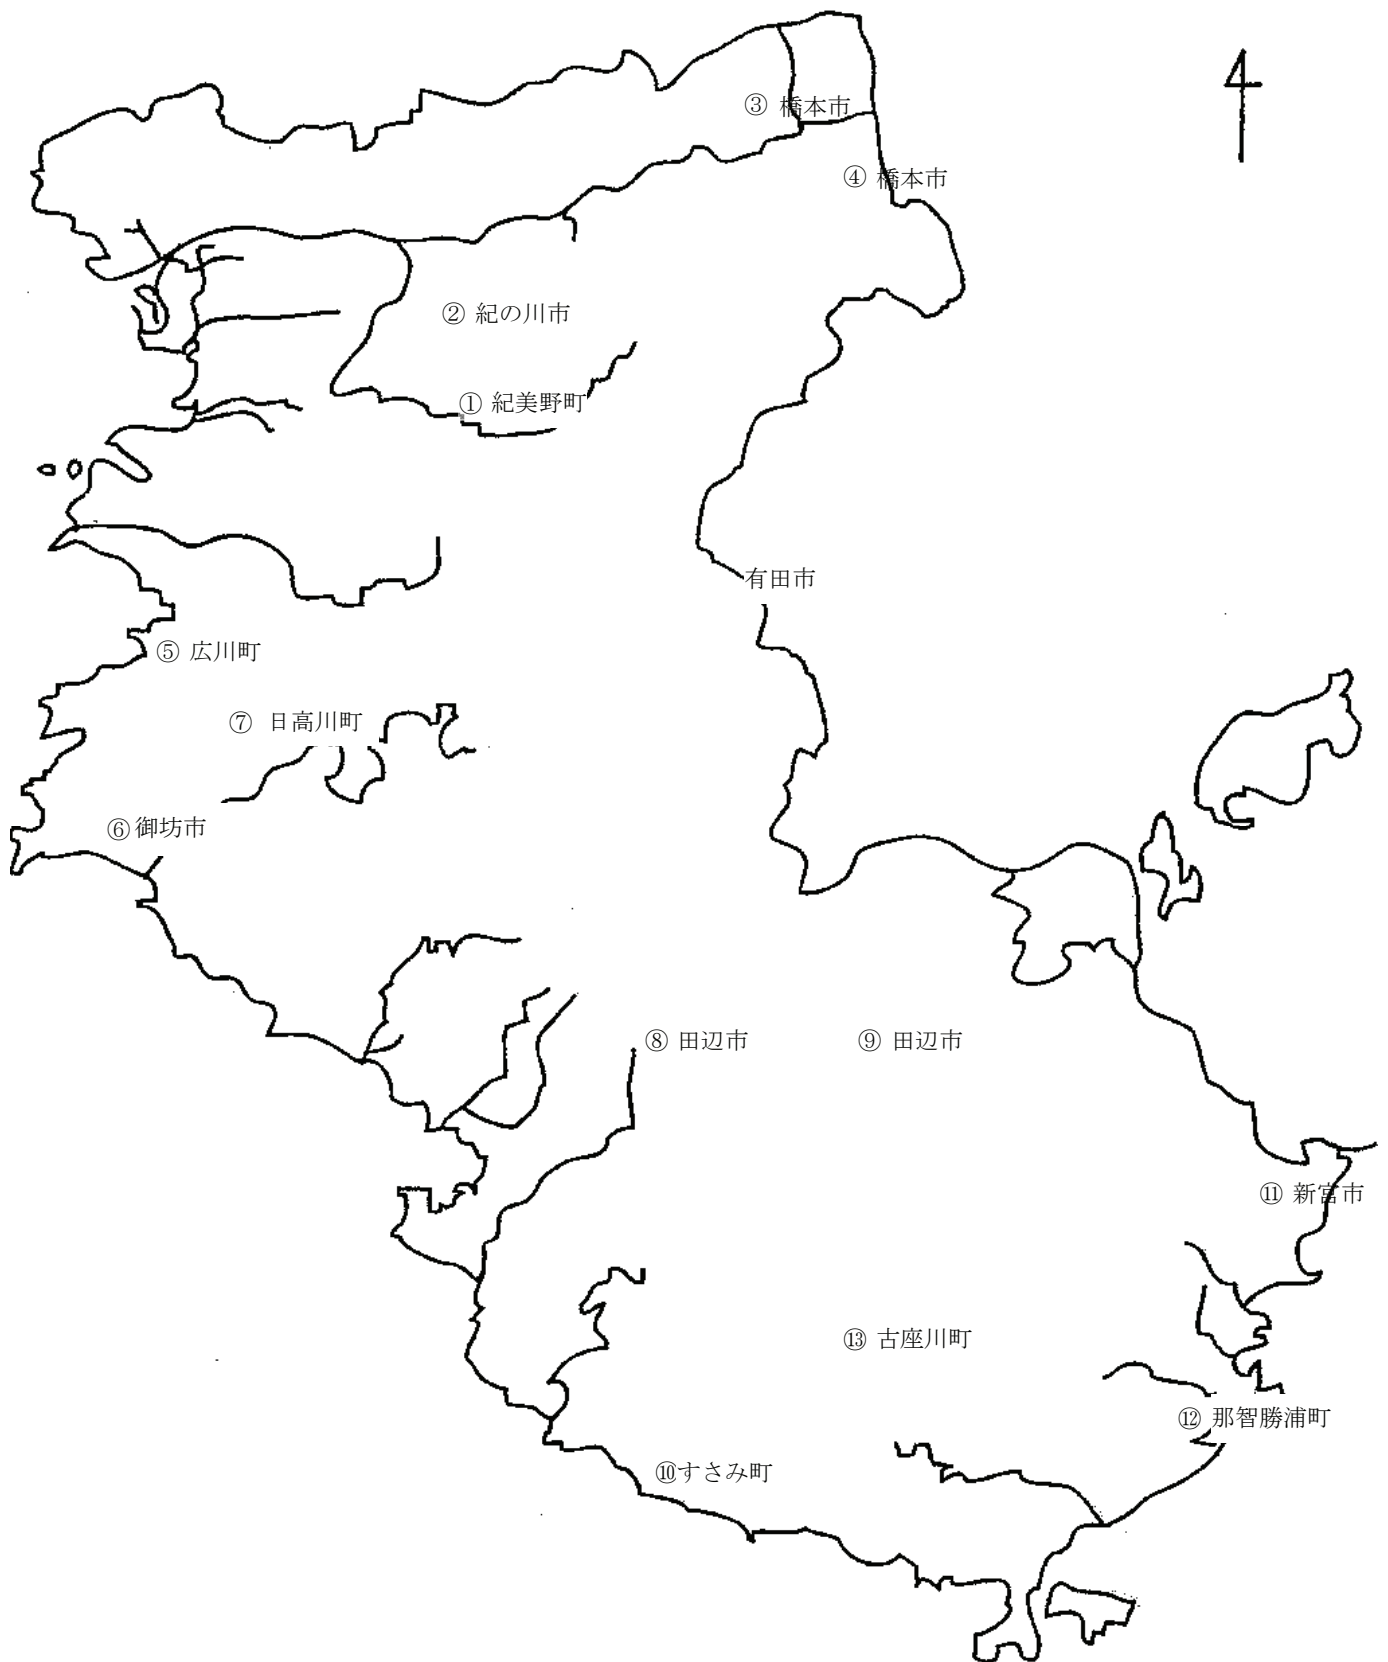 ③ 橋本市
④ 橋本市
② 紀の川市
① 紀美野町
有田市
⑤ 広川町
⑦ 日高川町
⑥御坊市
⑧ 田辺市
⑨ 田辺市
⑪ 新宮市
⑬ 古座川町
⑫ 那智勝浦町
⑩すさみ町